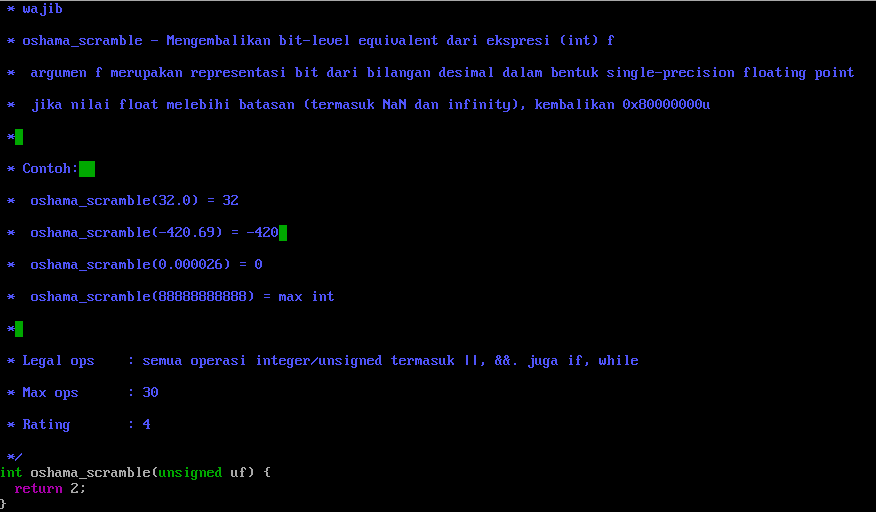 * wajib
* oshama_scramble - Mengembalikan bit-level equivalent dari ekspresi (int) f
*  argumen f merupakan representasi bit dari bilangan desimal dalam bentuk single-precision floating point
*  jika nilai float melebihi batasan (termasuk NaN dan infinity), kembalikan 0x80000000u
*
* Contoh:
*  oshama_scramble(32.0) = 32
*  oshama_scramble(-420.69) = -420
*  oshama_scramble(0.000026) = 0
*  oshama_scramble(88888888888) = max int
*
* Legal ops    : semua operasi integer/unsigned termasuk ||, &&. juga if, while
* Max ops      : 30
* Rating       : 4
*/
int oshama_scramble(unsigned uf) {
  return 2;
}